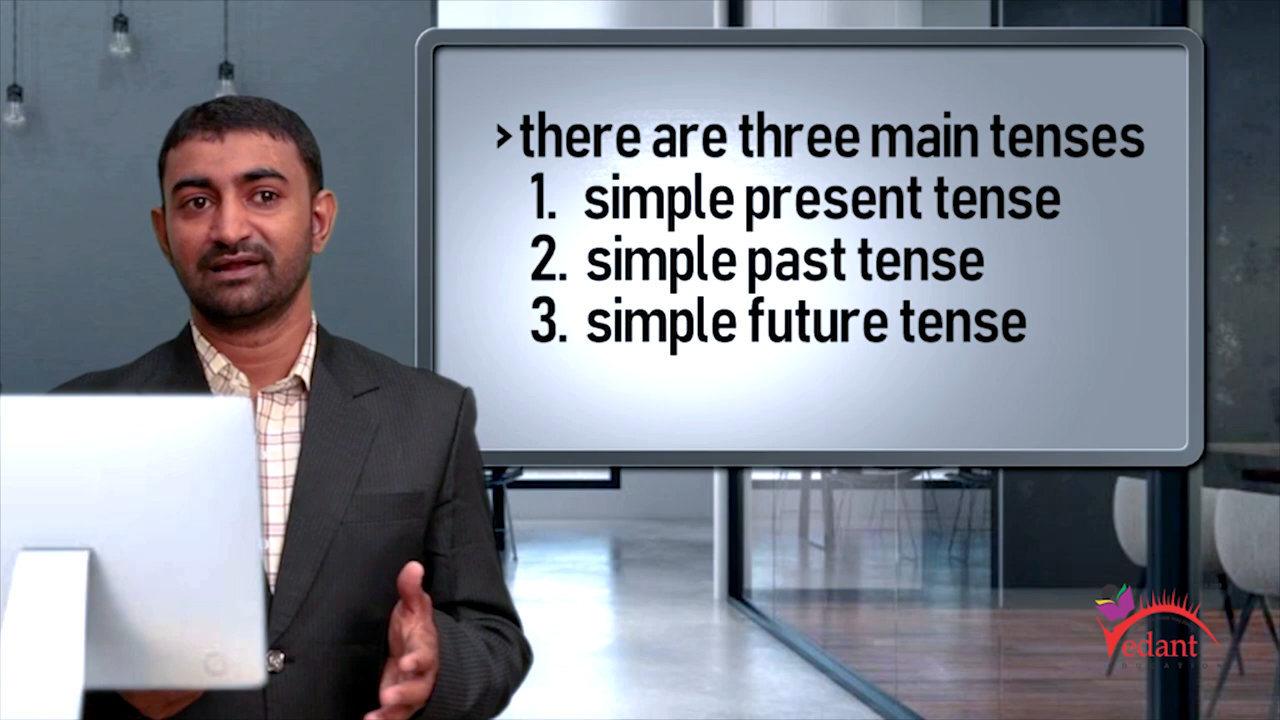 > there are three main tenses
1. simple present tense
2. simple past tense
3. simple future tense
Vedant